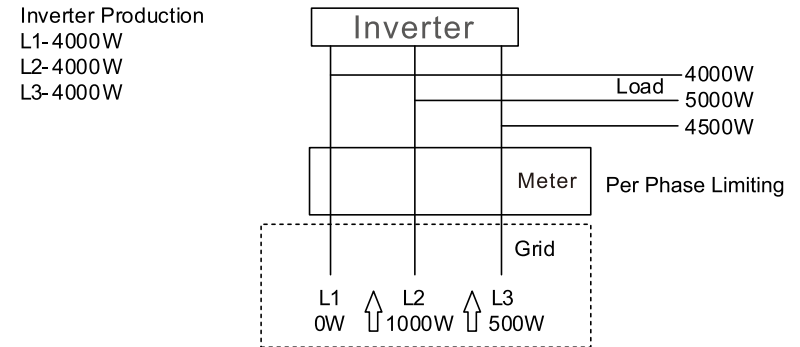 Inverter Production
L1-4000W
L2-4000W
L3-4000W
Inverter
4000W
Load
5000W
4500W
Meter
Per Phase Limiting
Grid
L1 L2 L3
0W 1000W 500W